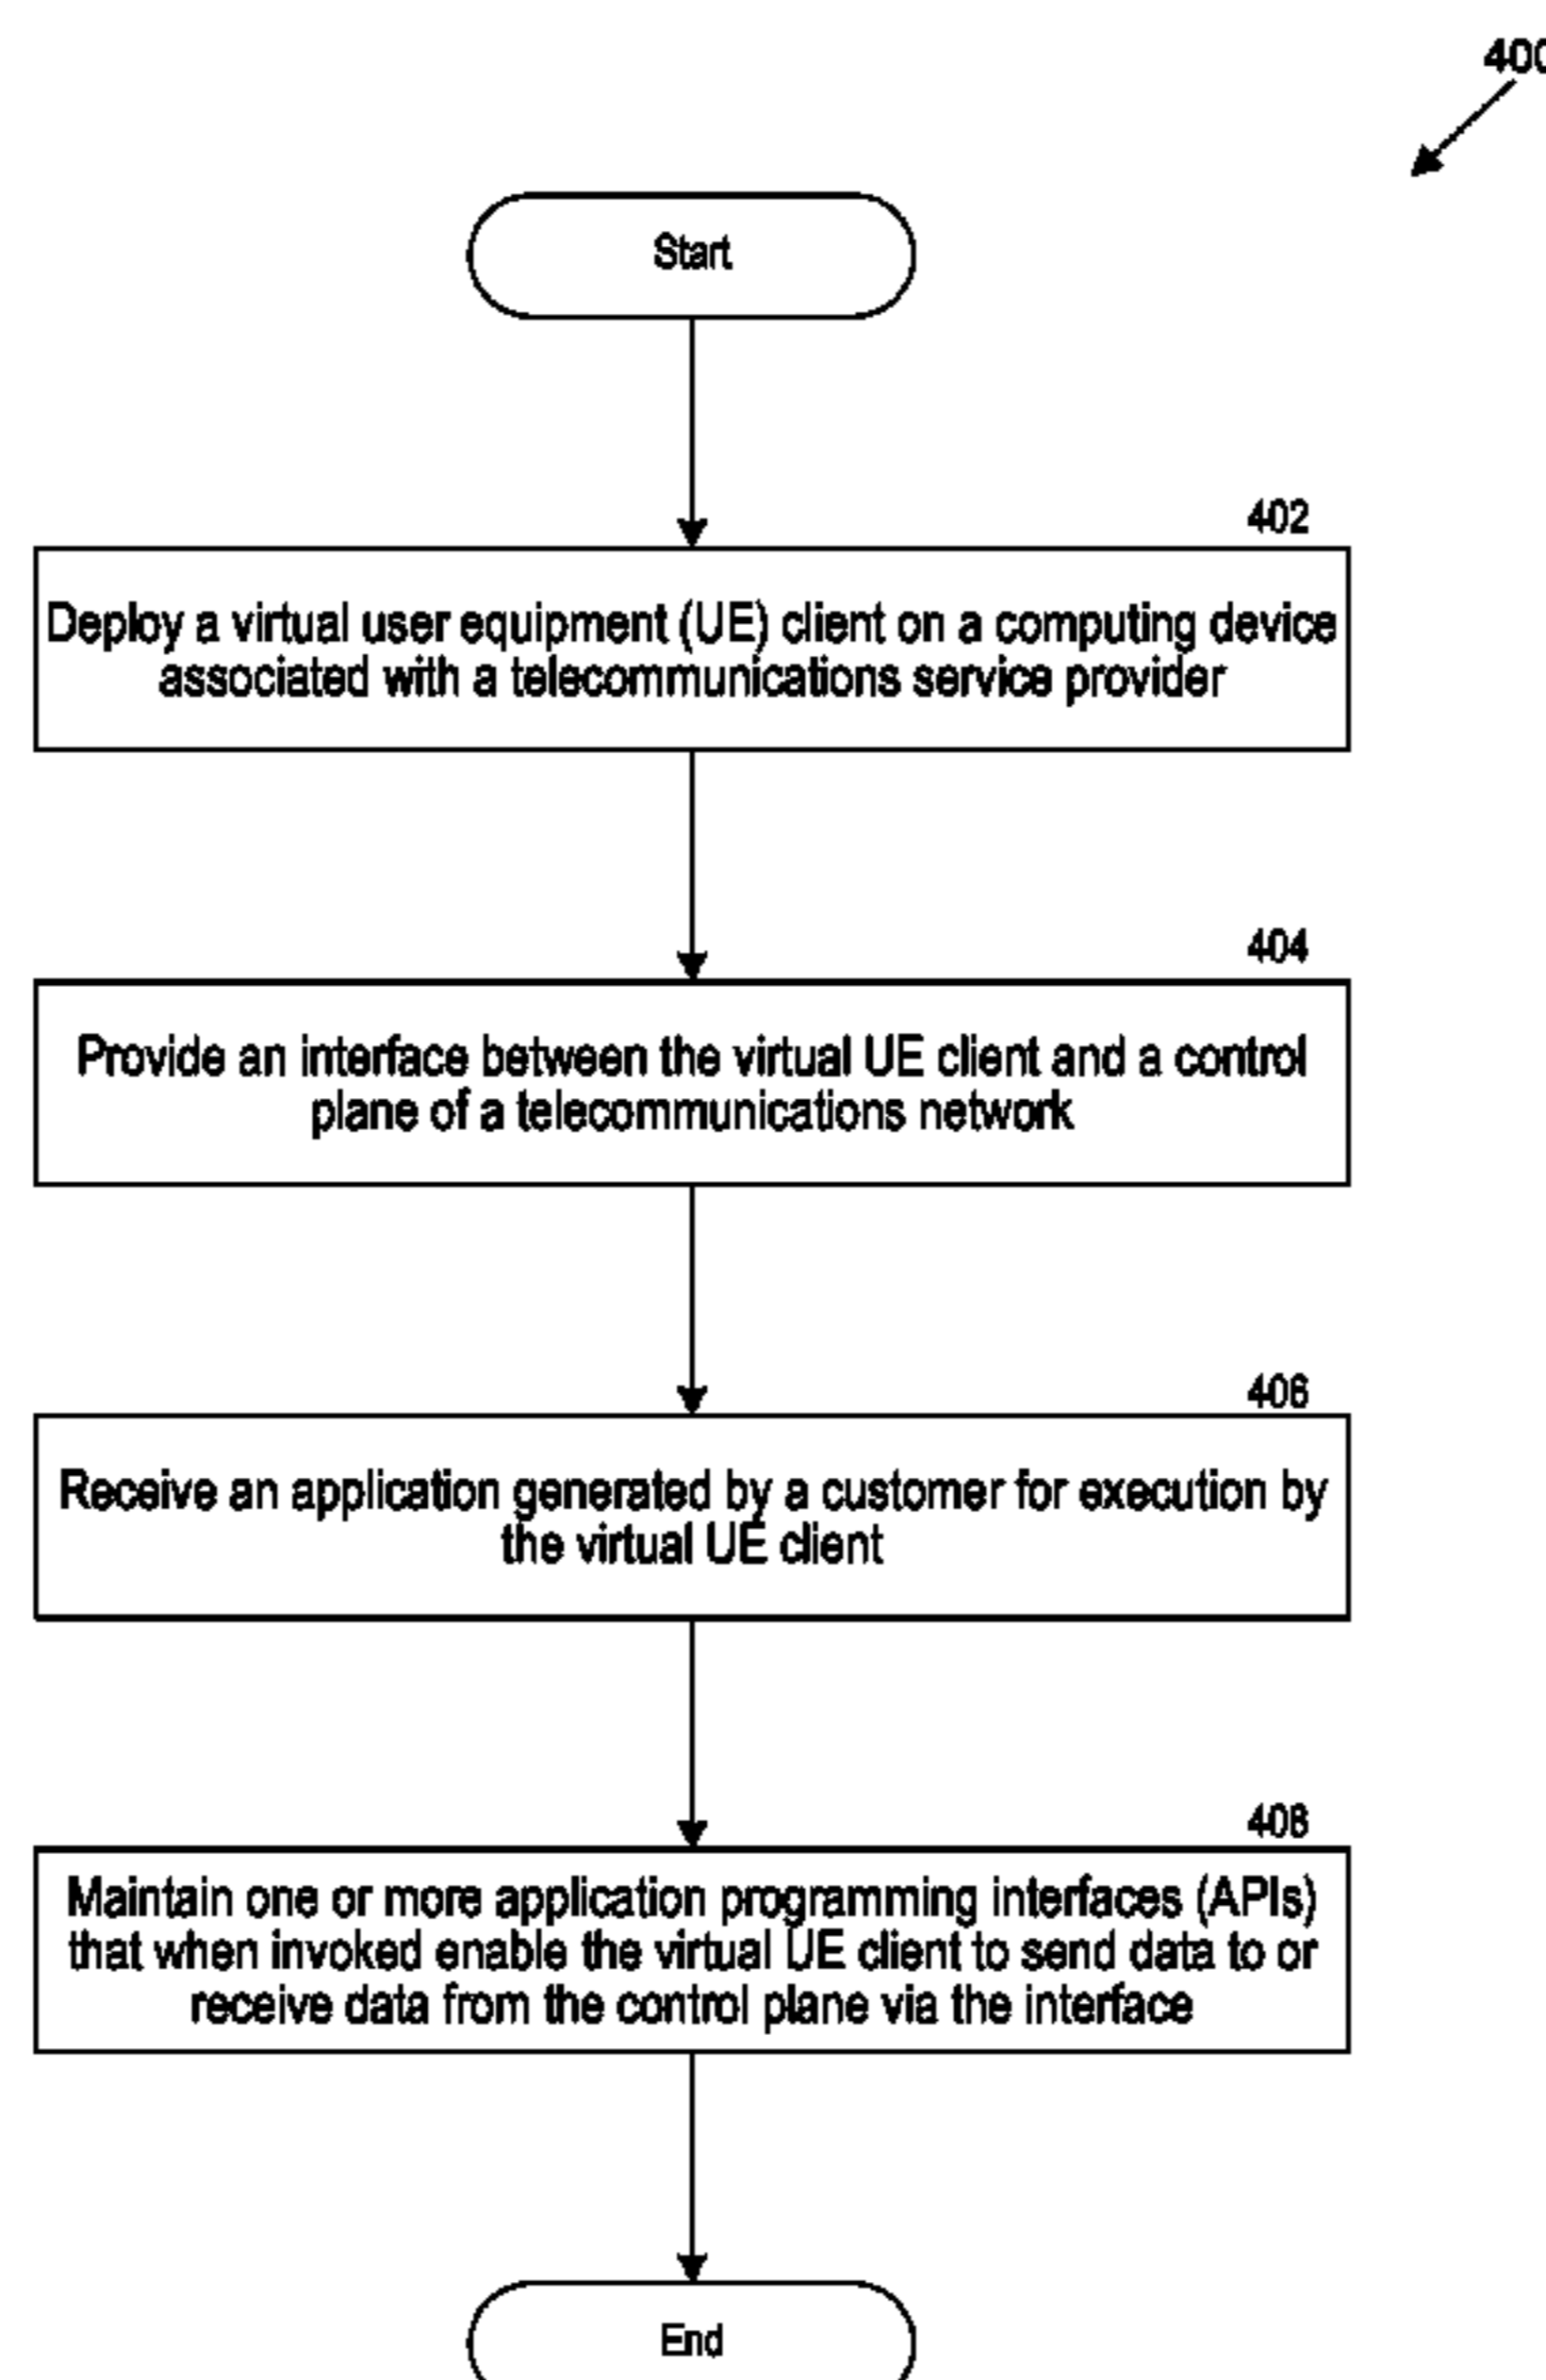 400
Start
402
Deploy a virtual user equipment (UE) client on a computing device
associated with a telecommunications service provider
404
Provide an interface between the virtual UE client and a control
plane of a telecommunications network
406
Receive an application generated by a customer for execution by
the virtual UE client
408
Maintain one or more application programming interfaces (APIs)
that when invoked enable the virtual UE client to send data to or
receive data from the control plane via the interface
End